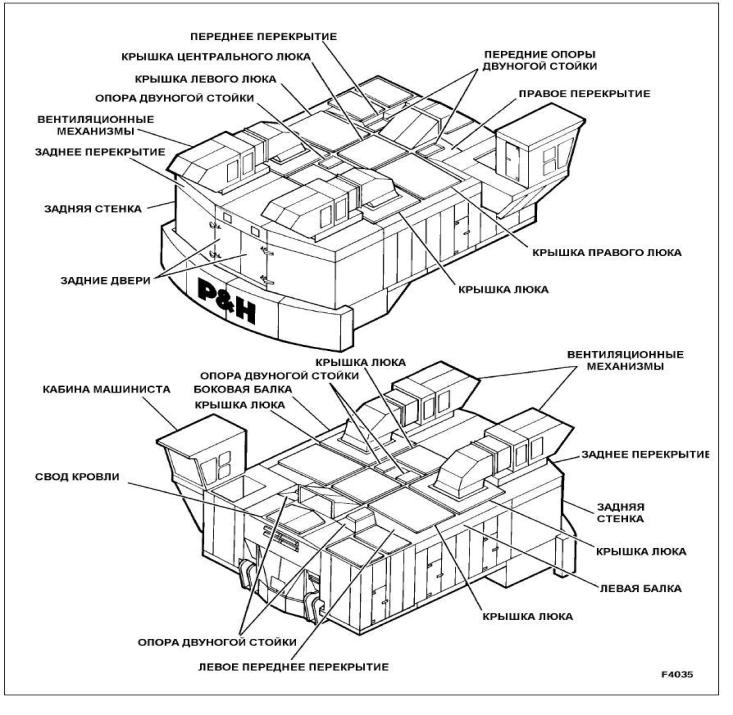 ПЕРЕДНЕЕ ПЕРЕКРЫТИЕ
КРЫШКА ЦЕНТРАЛЬНОГО ЛЮКА
КРЫШКА ЛЕВОГО ЛЮКА
ОПОРА ДВУНОГОЙ СТОЙКИ
ВЕНТИЛЯЦИОННЫЕ
МЕХАНИЗМЫ
ЗАДНЕЕ ПЕРЕКРЫТИЕ
ЗАДНЯЯ СТЕНКА
ЗАДНИЕ ДВЕРИ
ПЕРЕДНИЕ ОПОРЫ
ДВУНОГОЙ СТОЙКИ
ПРАВОЕ ПЕРЕКРЫТИЕ
КРЫШКА ПРАВОГО ЛЮКА
КРЫШКА ЛЮКА
P&H
КРЫШКА ЛЮКА
ОПОРА ДВУНОГОЙ СТОЙКИ
БОКОВАЯ БАЛКА
КРЫШКА ЛЮКА
КАБИНА МАШИНИСТА
СВОД КРОВЛИ
ВЕНТИЛЯЦИОННЫЕ
МЕХАНИЗМЫ
ЗАДНЕЕ ПЕРЕКРЫТИЕ
ЗАДНЯЯ
СТЕНКА
КРЫШКА ЛЮКА
ЛЕВАЯ БАЛКА
КРЫШКА ЛЮКА
ОПОРА ДВУНОГОЙ СТОЙКИ
ЛЕВОЕ ПЕРЕДНЕЕ ПЕРЕКРЫТИЕ
F4035